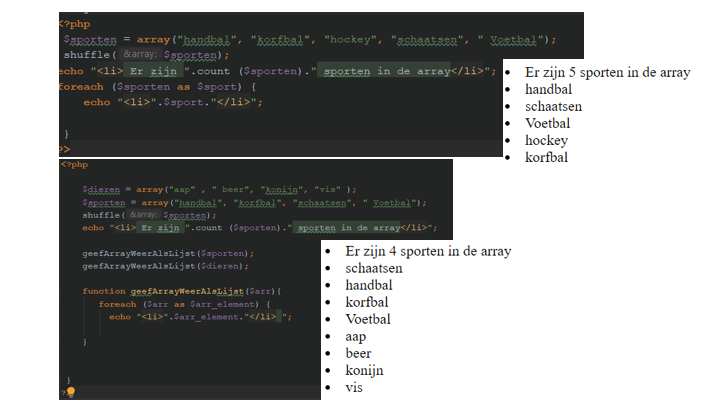 <?php
$sporten = array("handbal", "korfbal", "hockey", "schaatsen", " Voetbal");
shuffle( &array: $sporten);
echo "<li> Er zijn ".count ($sporten)." sporten in de array</li>";
foreach ($sporten as $sport) {
echo "<li>".$sport."</li>";
}
?>
• Er zijn 5 sporten in de array
• handbal
• schaatsen
• Voetbal
• hockey
• korfbal
<?php
$dieren = array("aap" , " beer", "konijn", "vis" );
$sporten = array("handbal", "korfbal", "schaatsen", " Voetbal");
shuffle( &array: $sporten);
echo "<li> Er zijn ".count ($sporten)." sporten in de array</li>";
geefArrayWeerAlsLijst($sporten);
geefArrayWeerAlsLijst($dieren);
function geefArrayWeerAlsLijst($arr){
foreach ($arr as $arr_element) {
echo "<li>".$arr_element."</li> ";
}
}
?>
• Er zijn 4 sporten in de array
• schaatsen
• handbal
• korfbal
• Voetbal
• aap
• beer
• konijn
• vis